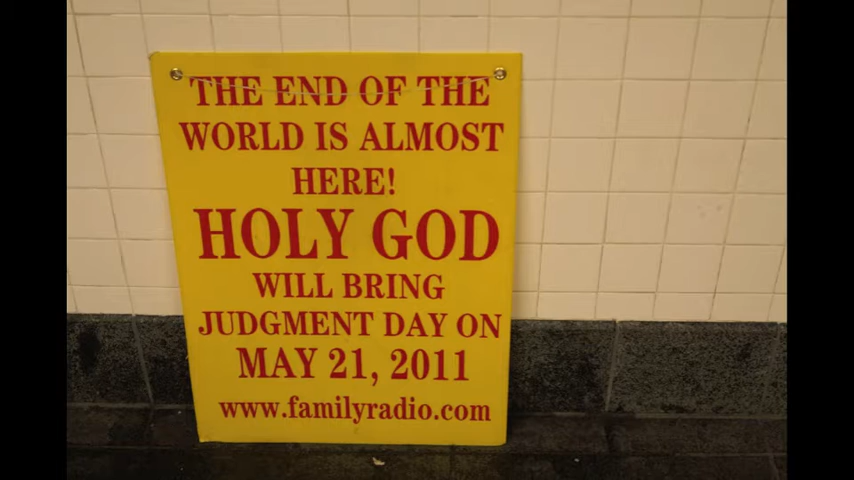 THE END OF THE
WORLD IS ALMOST
HERE!
HOLY GOD
WILL BRING
JUDGMENT DAY ON
MAY 21, 2011
www.familyradio.com